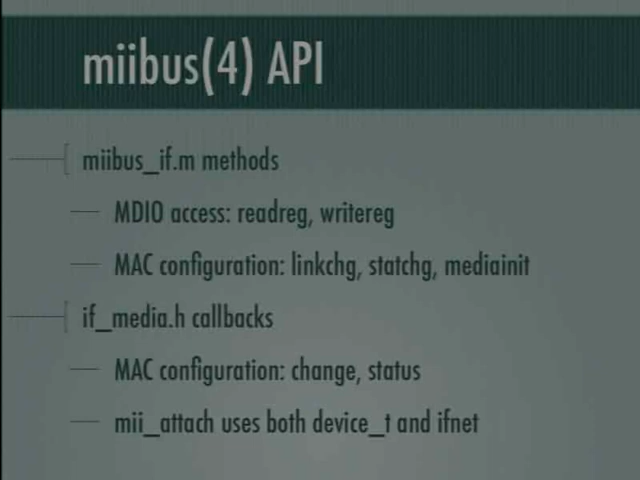 miibus(4) API
miibus_if.m methods
MDIO access: readreg, writereg
MAC configuration: linkchg, statchg, mediainit
if_media.h callbacks
MAC configuration: change, status
mii_attach uses both device_t and ifnet